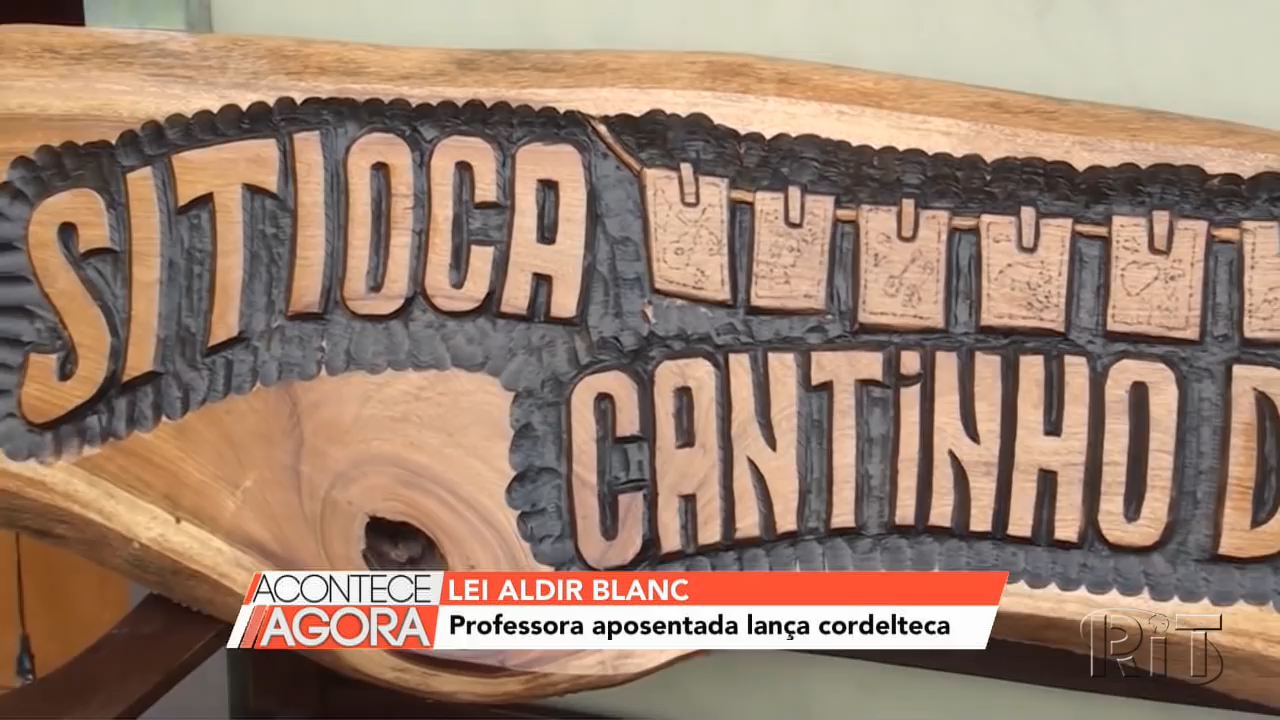 SITIOCA
CANTiNHO D
ACONTECE
AGORA
LEI ALDIR BLANC
Professora aposentada lança cordelteca
RiT